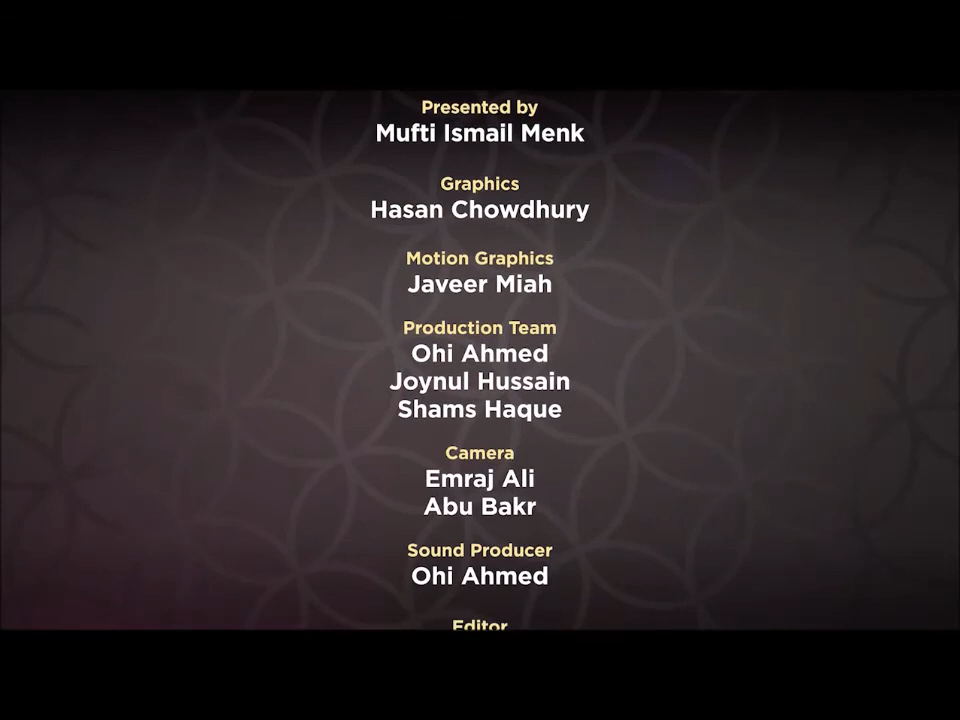 Presented by
Mufti Ismail Menk
Graphics
Hasan Chowdhury
Motion Graphics
Javeer Miah
Production Team
Ohi Ahmed
Joynul Hussain
Shams Haque
Camera
Emraj Ali
Abu Bakr
Sound Producer
Ohi Ahmed
Editor